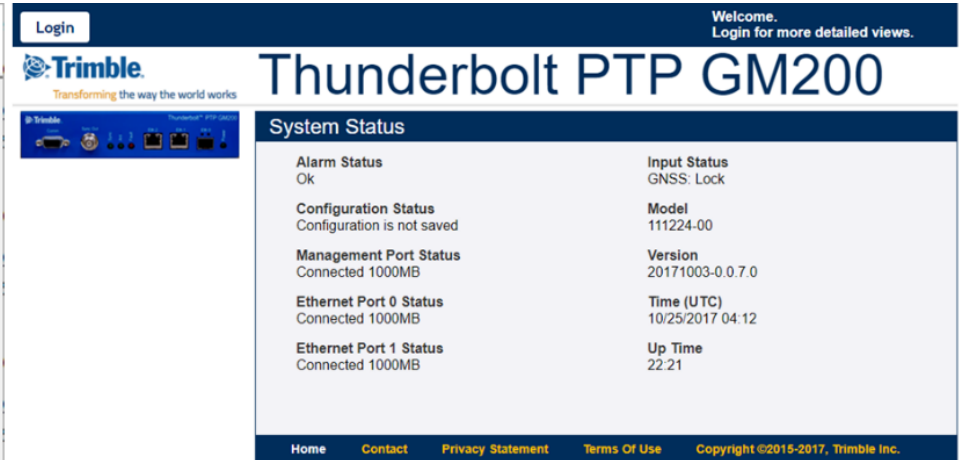 Login
Welcome.
Login for more detailed views.
Trimble.
Transforming the way the world works
Thunderbolt PTP GM200
Trimble
Thunderbolt PTP GM200
System Status
Alarm Status
Ok
Configuration Status
Configuration is not saved
Management Port Status
Connected 1000MB
Ethernet Port 0 Status
Connected 1000MB
Ethernet Port 1 Status
Connected 1000MB
Input Status
GNSS: Lock
Model
111224-00
Version
20171003-0.0.7.0
Time (UTC)
10/25/2017 04:12
Up Time
22:21
Home Contact Privacy Statement Terms Of Use Copyright ©2015-2017, Trimble Inc.